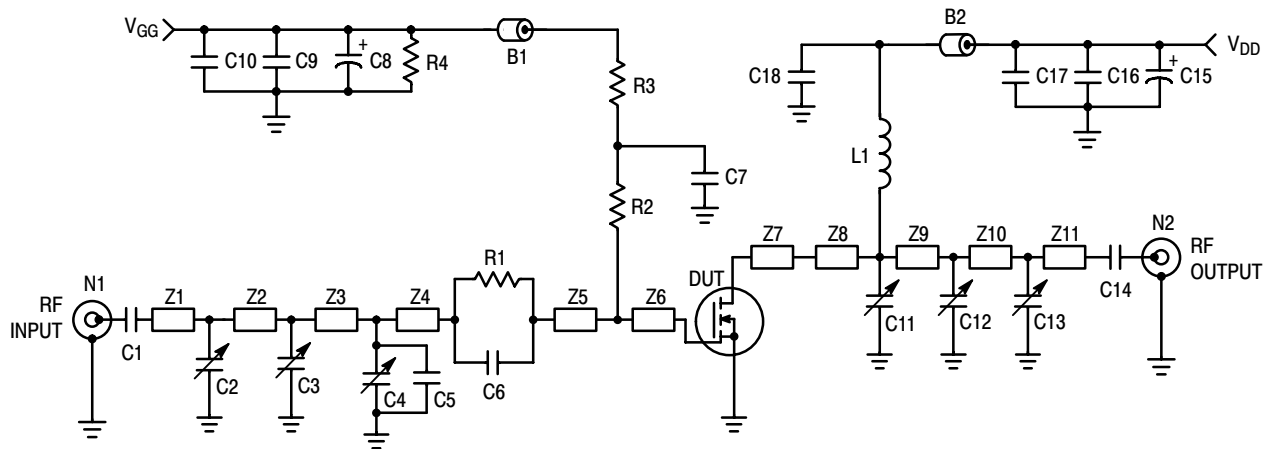 VGG
B1
B2
VDD
C10
C9
C8
+
R4
R3
C18
C17
C16
C15
+
L1
C7
R2
N2
RF
OUTPUT
Z7
Z8
Z9
Z10
Z11
C14
DUT
R1
N1
RF
INPUT
Z1
Z2
Z3
Z4
Z5
Z6
C11
C12
C13
C1
C2
C3
C4
C5
C6